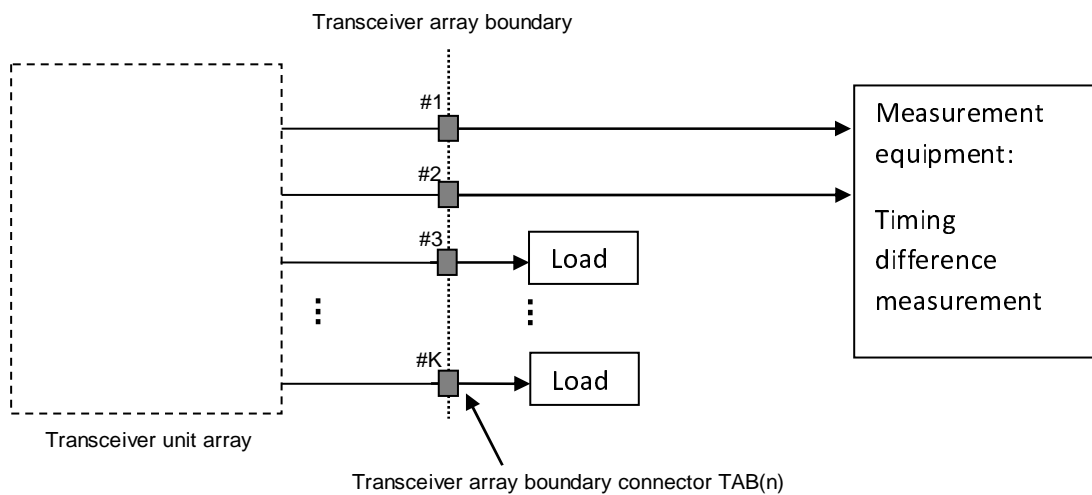 Transceiver array boundary
#1
#2
#3
#K
Load
Load
Measurement
equipment:
Timing
difference
measurement
Transceiver unit array
Transceiver array boundary connector TAB(n)